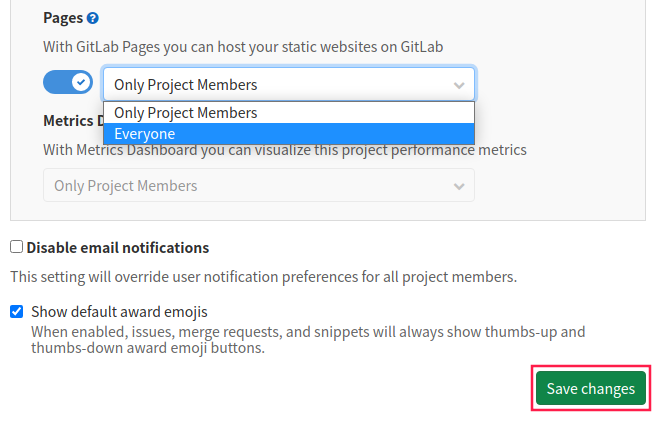 Pages
With GitLab Pages you can host your static websites on GitLab
Only Project Members
Only Project Members
Everyone
Metrics D
With Metrics Dashboard you can visualize this project performance metrics
Only Project Members
Disable email notifications
This setting will override user notification preferences for all project members.
Show default award emojis
When enabled, issues, merge requests, and snippets will always show thumbs-up and
thumbs-down award emoji buttons.
Save changes